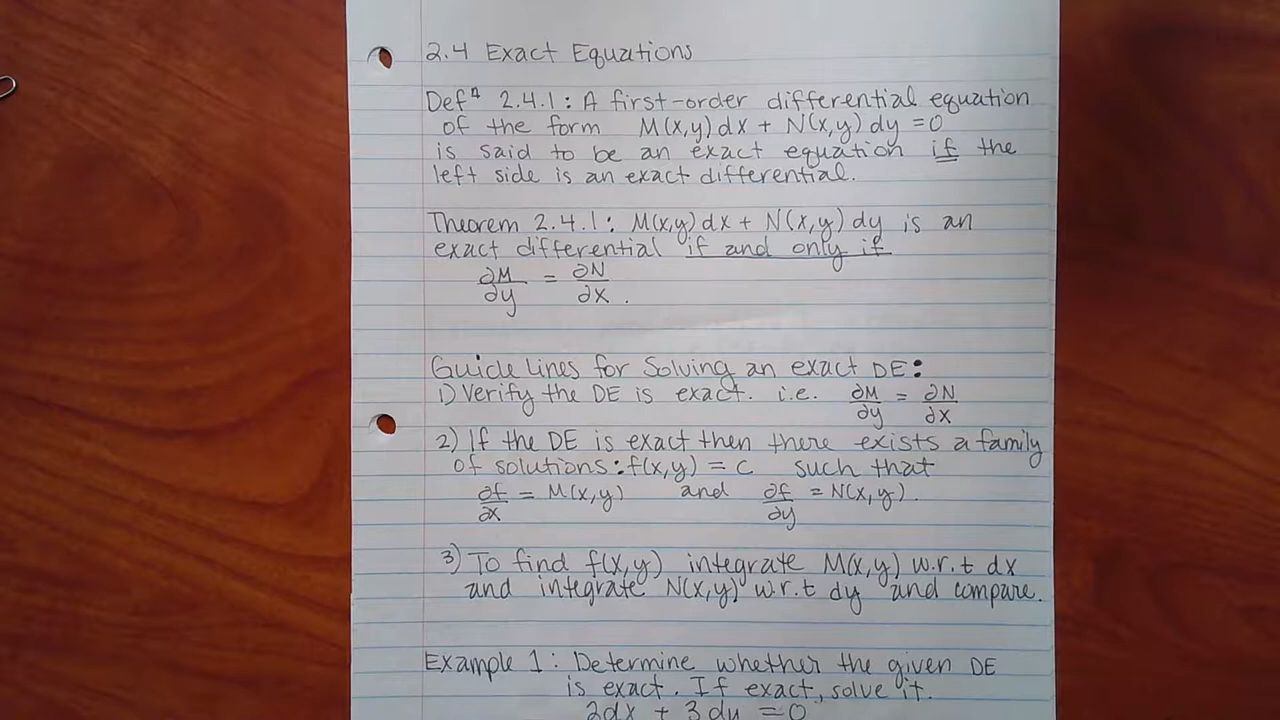 2.4 Exact Equations
Defⁿ 2.4.1: A first-order differential equation
of the form M(x,y)dx + N(x,y)dy =0
is said to be an exact equation if the
left side is an exact differential.
Theorem 2.4.1: M(x,y)dx + N(x,y)dy is an
exact differential if and only if
∂M/∂y = ∂N/∂x.
Guidelines for Solving an exact DE:
1) Verify the DE is exact. i.e. ∂M/∂y = ∂N/∂x
2) If the DE is exact then there exists a family
of solutions: f(x,y) = c such that
∂f/∂x = M(x,y) and ∂f/∂y = N(x,y).
3) To find f(x,y) integrate M(x,y) w.r.t dx
and integrate N(x,y) w.r.t dy and compare.
Example 1: Determine whether the given DE
is exact. If exact, solve it.
2dx + 3dy = 0